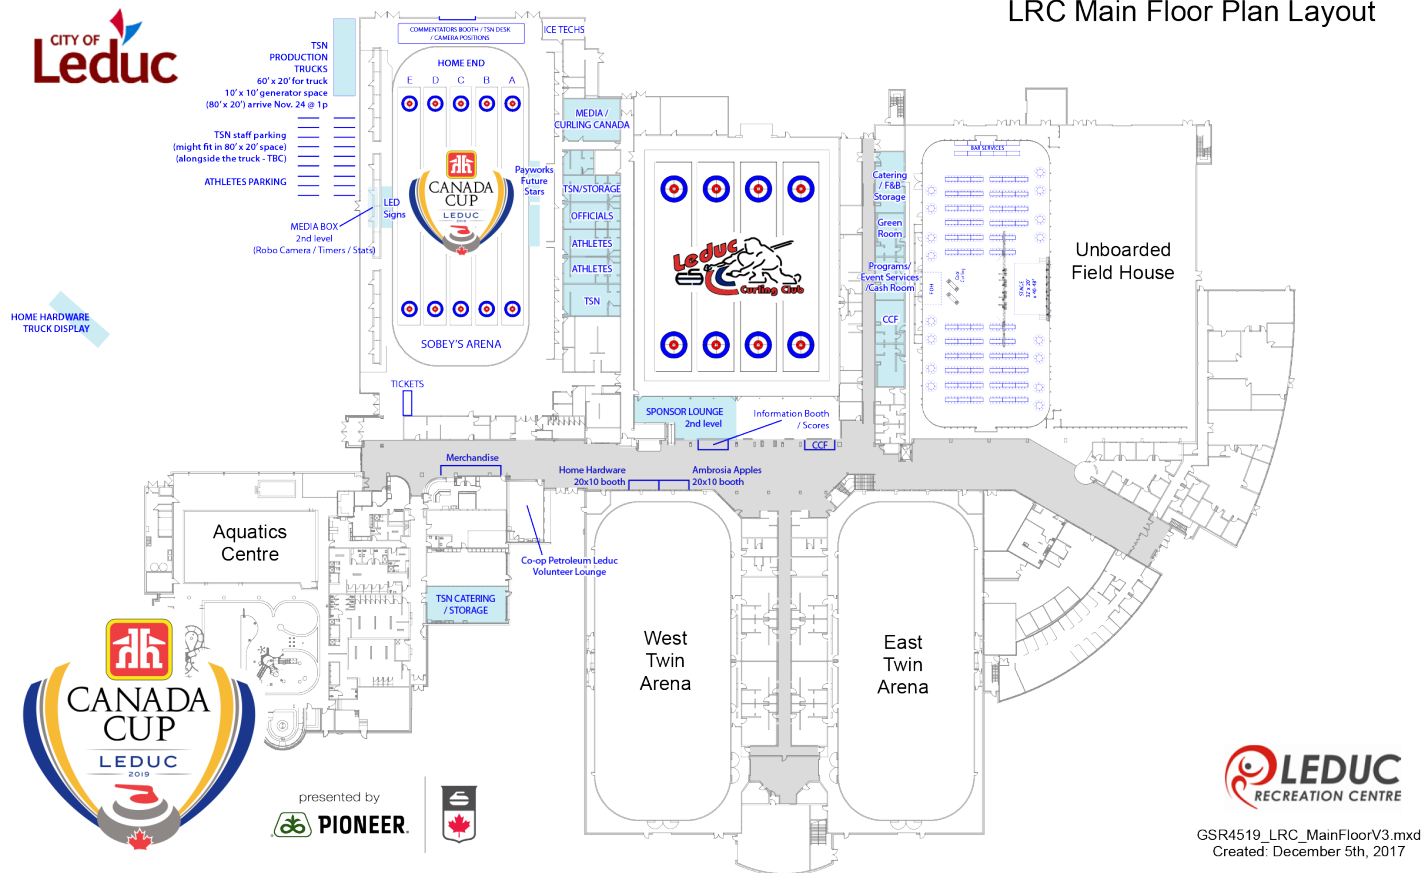 LRC Main Floor Plan Layout
CITY OF
Leduc
TSN
PRODUCTION
TRUCKS
60' x 20' for truck
10' x 10' generator space
(80' x 20') arrive Nov. 24 @ 1p
TSN staff parking
(might fit in 80' x 20' space)
(alongside the truck - TBC)
ATHLETES PARKING
MEDIA BOX
2nd level
(Robo Camera / Timers / Stats)
LED
Signs
HOME HARDWARE
TRUCK DISPLAY
COMMENTATORS BOOTH / TSN DESK
/ CAMERA POSITIONS
ICE TECHS
HOME END
E D C B A
CANADA
CUP
LEDUC
2019
Payworks
Future
Stars
SOBEY'S ARENA
TICKETS
MEDIA /
CURLING CANADA
TSN/STORAGE
OFFICIALS
ATHLETES
ATHLETES
TSN
Leduc
Curling Club
SPONSOR LOUNGE
2nd level
Information Booth
/ Scores
CCF
Catering
/ F&B
Storage
Green
Room
Programs/
Event Services
/Cash Room
CCF
BAR SERVICES
FOH
STAGE
Unboarded
Field House
Merchandise
Home Hardware
20x10 booth
Ambrosia Apples
20x10 booth
Aquatics
Centre
Co-op Petroleum Leduc
Volunteer Lounge
TSN CATERING
/ STORAGE
West
Twin
Arena
East
Twin
Arena
CANADA
CUP
LEDUC
2019
presented by
PIONEER.
LEDUC
RECREATION CENTRE
GSR4519_LRC_MainFloorV3.mxd
Created: December 5th, 2017